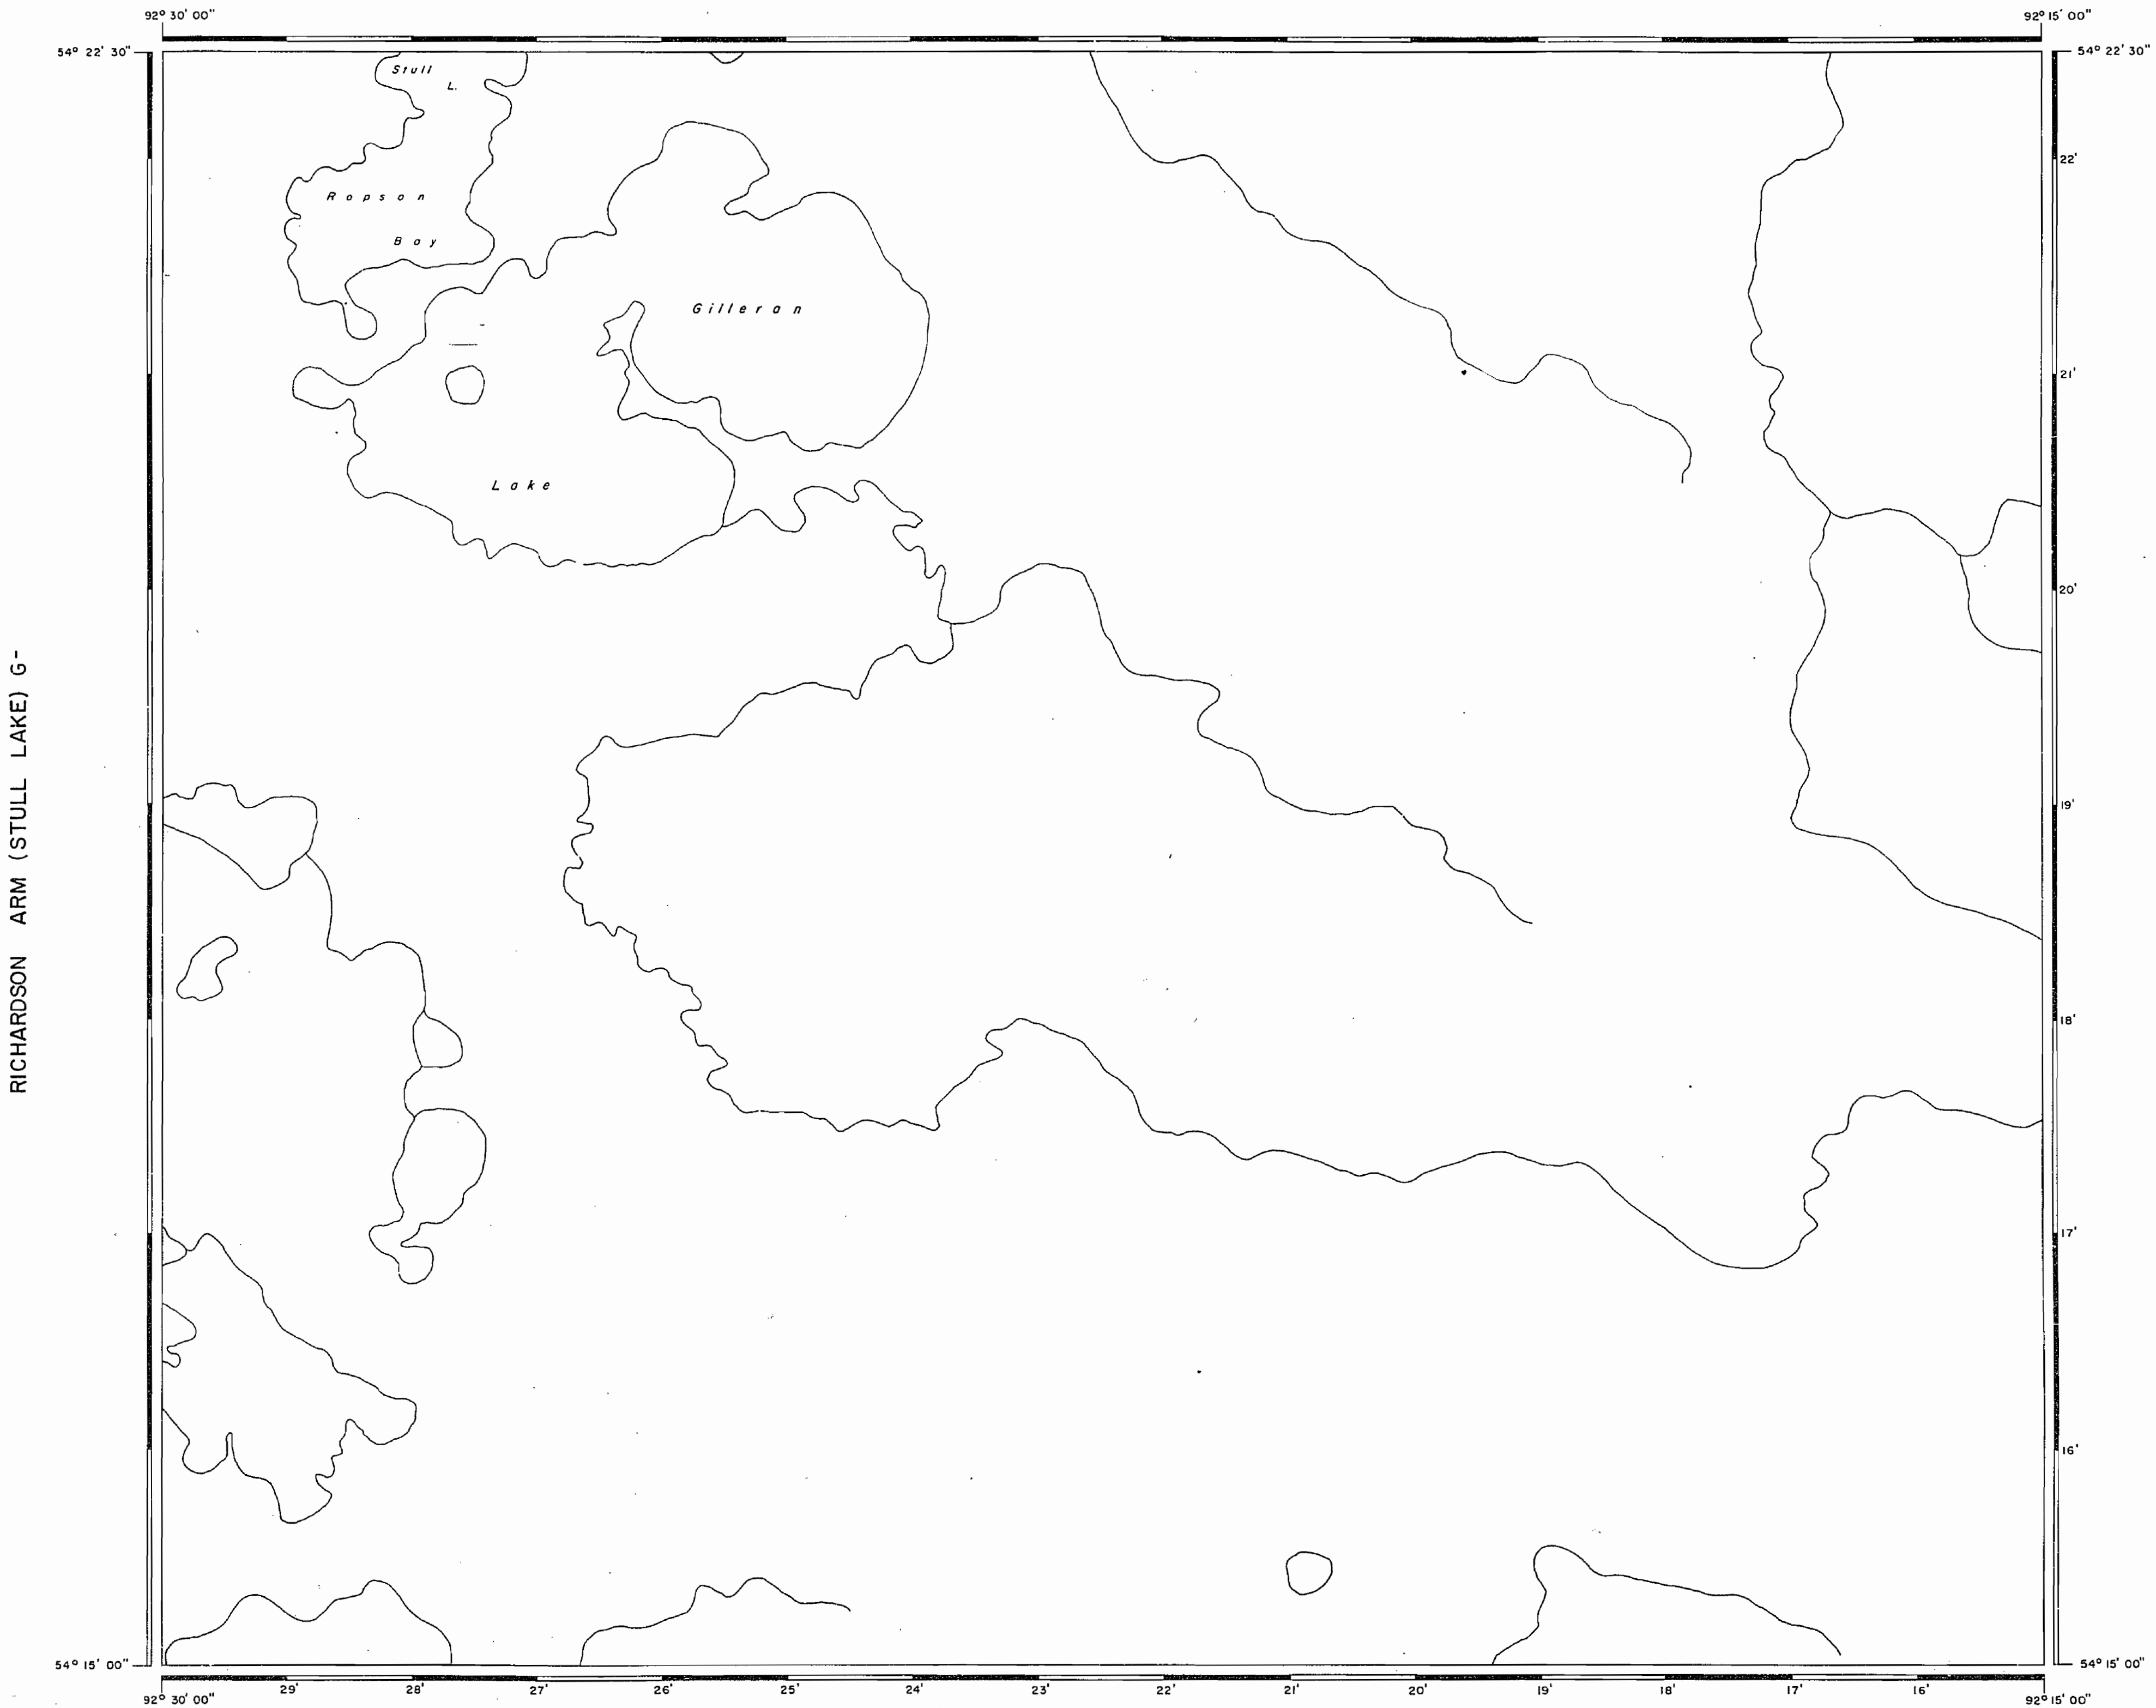 92° 30' 00"
92° 15' 00"
54° 22' 30"
54° 22' 30"
Stull
L.
22'
Rapson
Bay
Gilleran
21'
Lake
20'
RICHARDSON ARM (STULL LAKE) G-
19'
18'
17'
16'
54° 15' 00"
54° 15' 00"
92° 30' 00"
29'
28'
27'
26'
25'
24'
23'
22'
21'
20'
19'
18'
17'
16'
92° 15' 00"